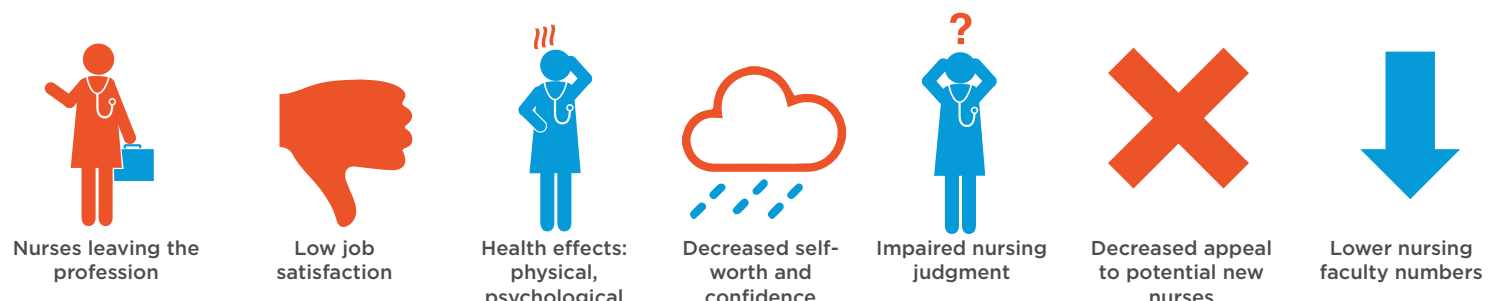 ?
Nurses leaving the
profession
Low job
satisfaction
Health effects:
physical,
psychological
Decreased self-
worth and
confidence
Impaired nursing
judgment
Decreased appeal
to potential new
nurses
Lower nursing
faculty numbers